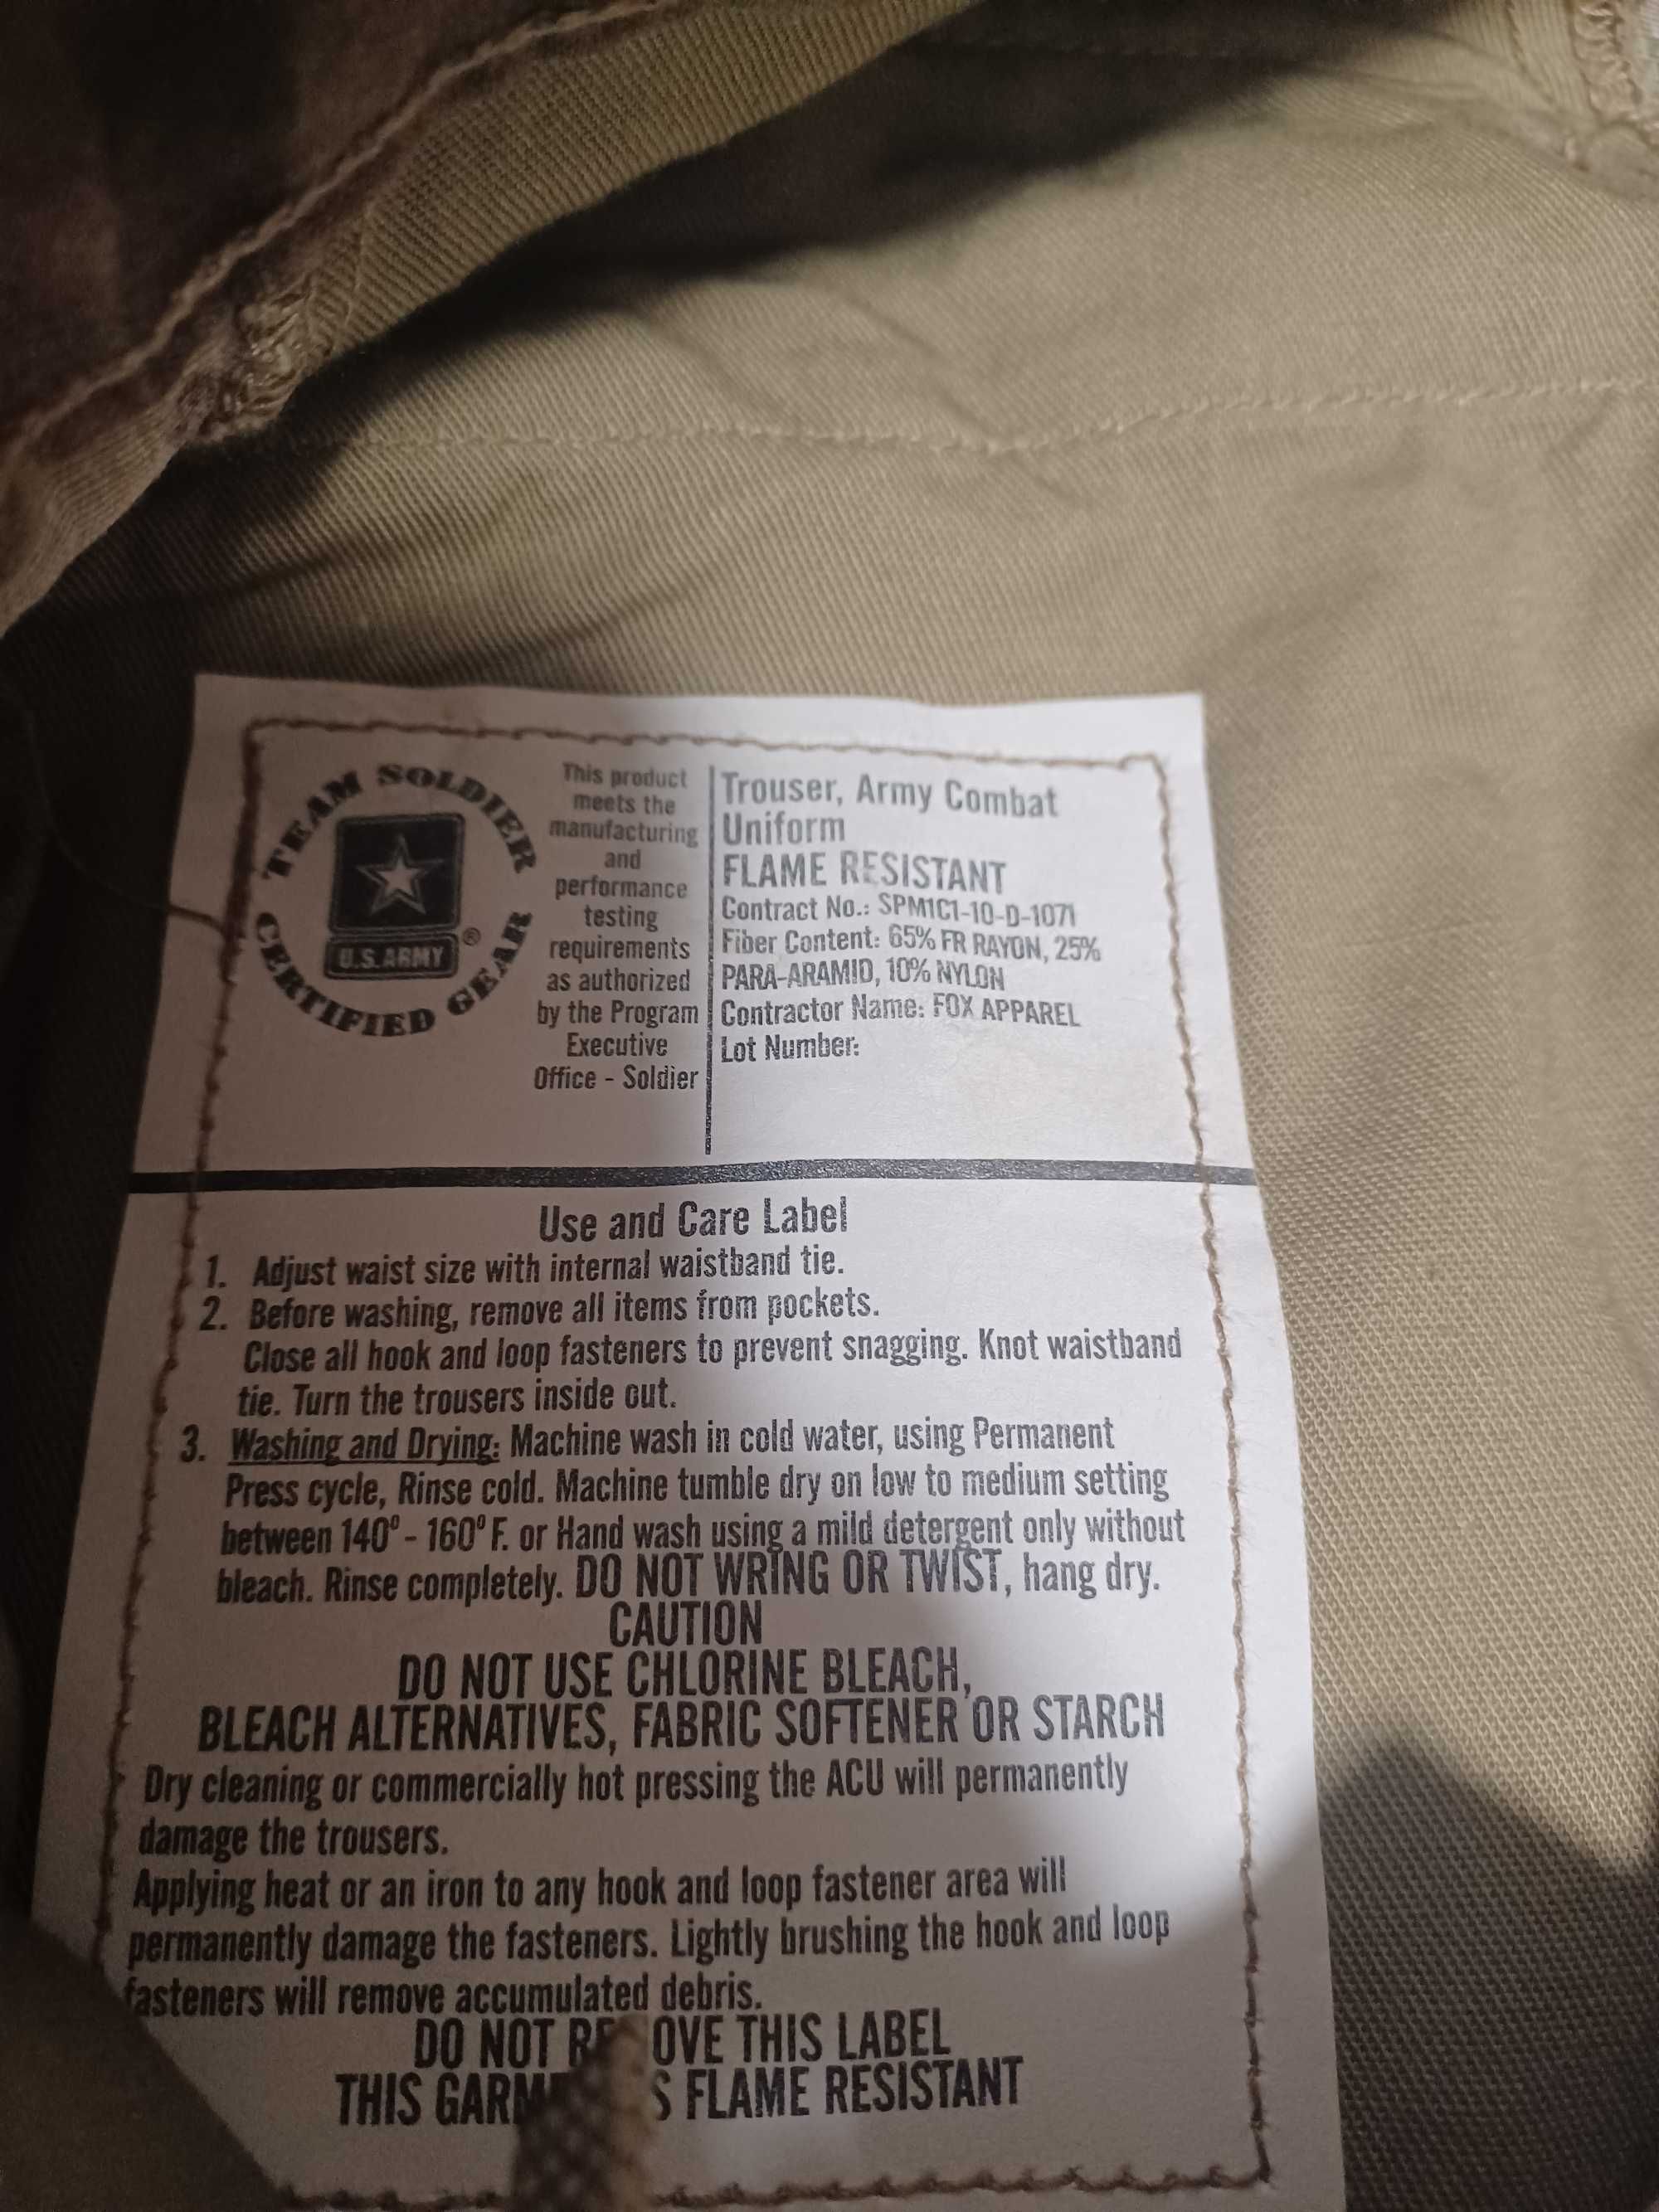 TEAM SOLDIER
CERTIFIED GEAR
U.S.ARMY ®
This product
meets the
manufacturing
and
performance
testing
requirements
as authorized
by the Program
Executive
Office - Soldier
Trouser, Army Combat
Uniform
FLAME RESISTANT
Contract No.: SPM1C1-10-D-1071
Fiber Content: 65% FR RAYON, 25%
PARA-ARAMID, 10% NYLON
Contractor Name: FOX APPAREL
Lot Number:
Use and Care Label
1. Adjust waist size with internal waistband tie.
2. Before washing, remove all items from pockets.
Close all hook and loop fasteners to prevent snagging. Knot waistband
tie. Turn the trousers inside out.
3. Washing and Drying: Machine wash in cold water, using Permanent
Press cycle, Rinse cold. Machine tumble dry on low to medium setting
between 140º - 160º F. or Hand wash using a mild detergent only without
bleach. Rinse completely. DO NOT WRING OR TWIST, hang dry.
CAUTION
DO NOT USE CHLORINE BLEACH,
BLEACH ALTERNATIVES, FABRIC SOFTENER OR STARCH
Dry cleaning or commercially hot pressing the ACU will permanently
damage the trousers.
Applying heat or an iron to any hook and loop fastener area will
permanently damage the fasteners. Lightly brushing the hook and loop
fasteners will remove accumulated debris.
DO NOT THIS LABEL
THIS FLAME RESISTANT